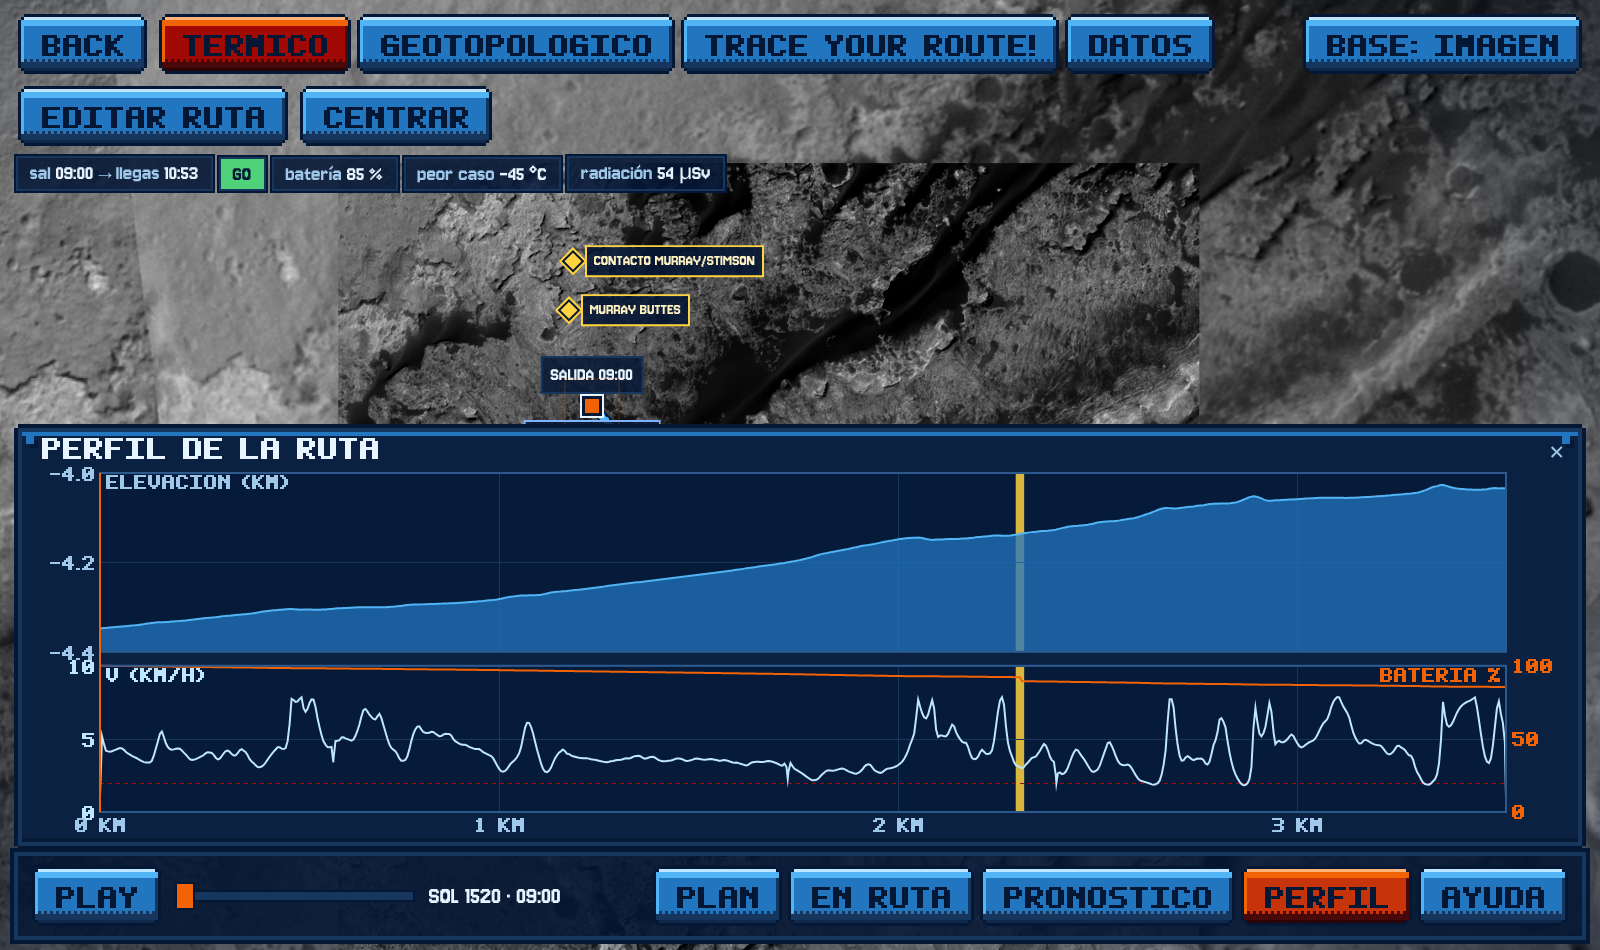 BACK
TERMICO
GEOTOPOLOGICO
TRACE YOUR ROUTE!
DATOS
BASE: IMAGEN
EDITAR RUTA
CENTRAR
sal 09:00 → llegas 10:53
GO
batería 85 %
peor caso -45 °C
radiación 54 µSv
CONTACTO MURRAY/STIMSON
MURRAY BUTTES
SALIDA 09:00
PERFIL DE LA RUTA
×
-4.0
ELEVACION (KM)
-4.2
-4.4
10
V (KM/H)
BATERIA %
100
5
50
0
0
0 KM
1 KM
2 KM
3 KM
PLAY
SOL 1520 · 09:00
PLAN
EN RUTA
PRONOSTICO
PERFIL
AYUDA